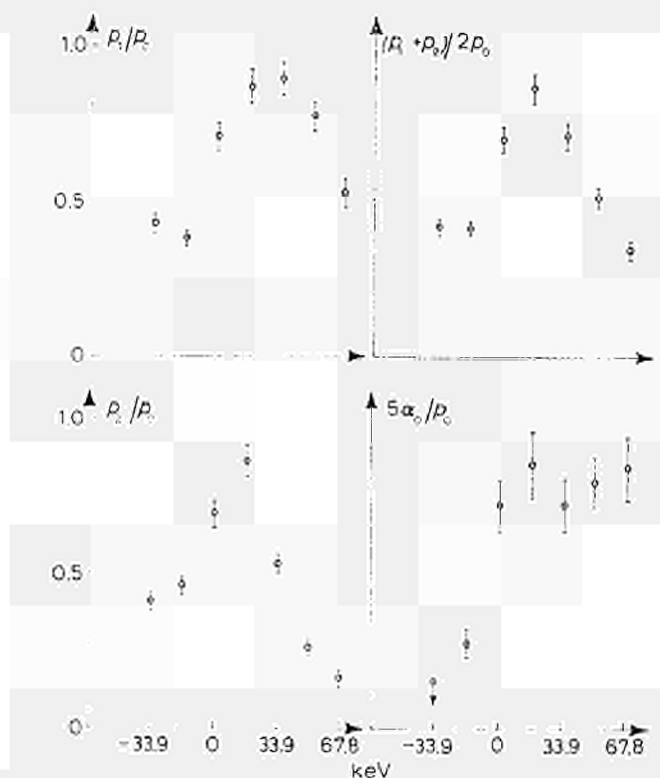 1.0 p₁/p₀
(p₁ +p₂)/2p₀
0.5
0
1.0 p₂/p₀
5α₀/p₀
0.5
0
−33.9 0 33.9 67.8 −33.9 0 33.9 67.8
keV